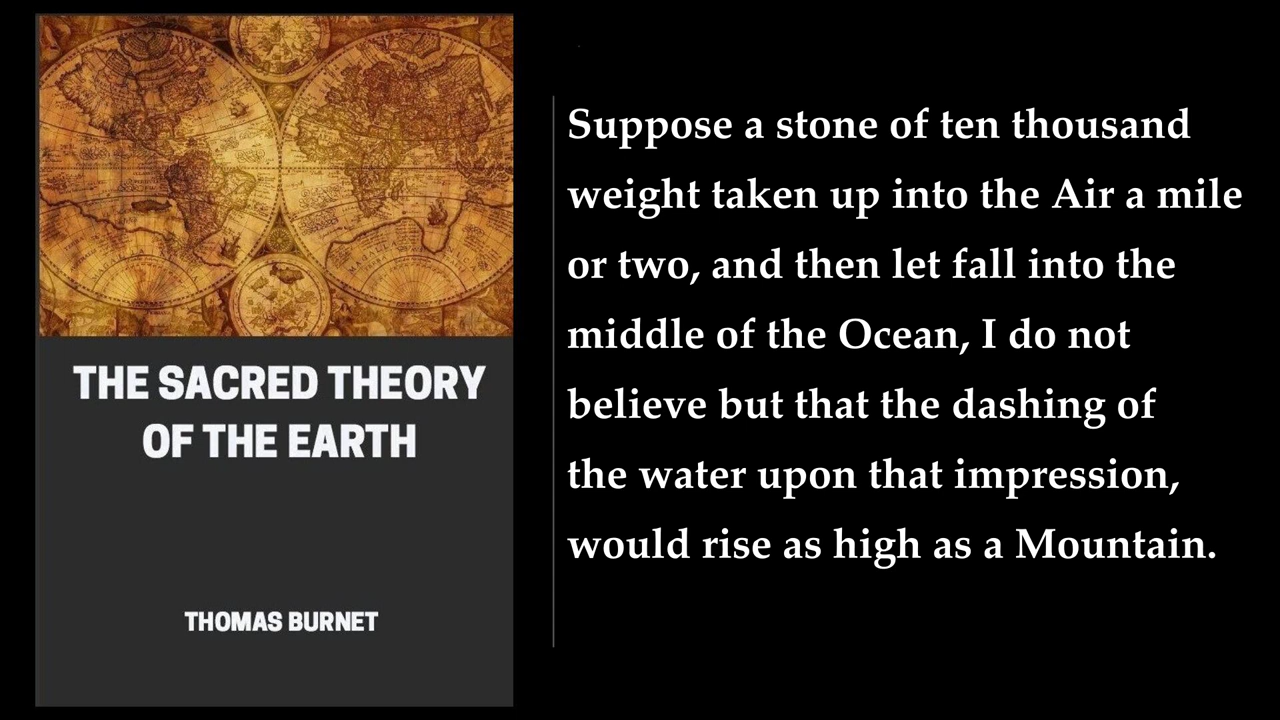 THE SACRED THEORY
OF THE EARTH
THOMAS BURNET
Suppose a stone of ten thousand
weight taken up into the Air a mile
or two, and then let fall into the
middle of the Ocean, I do not
believe but that the dashing of
the water upon that impression,
would rise as high as a Mountain.